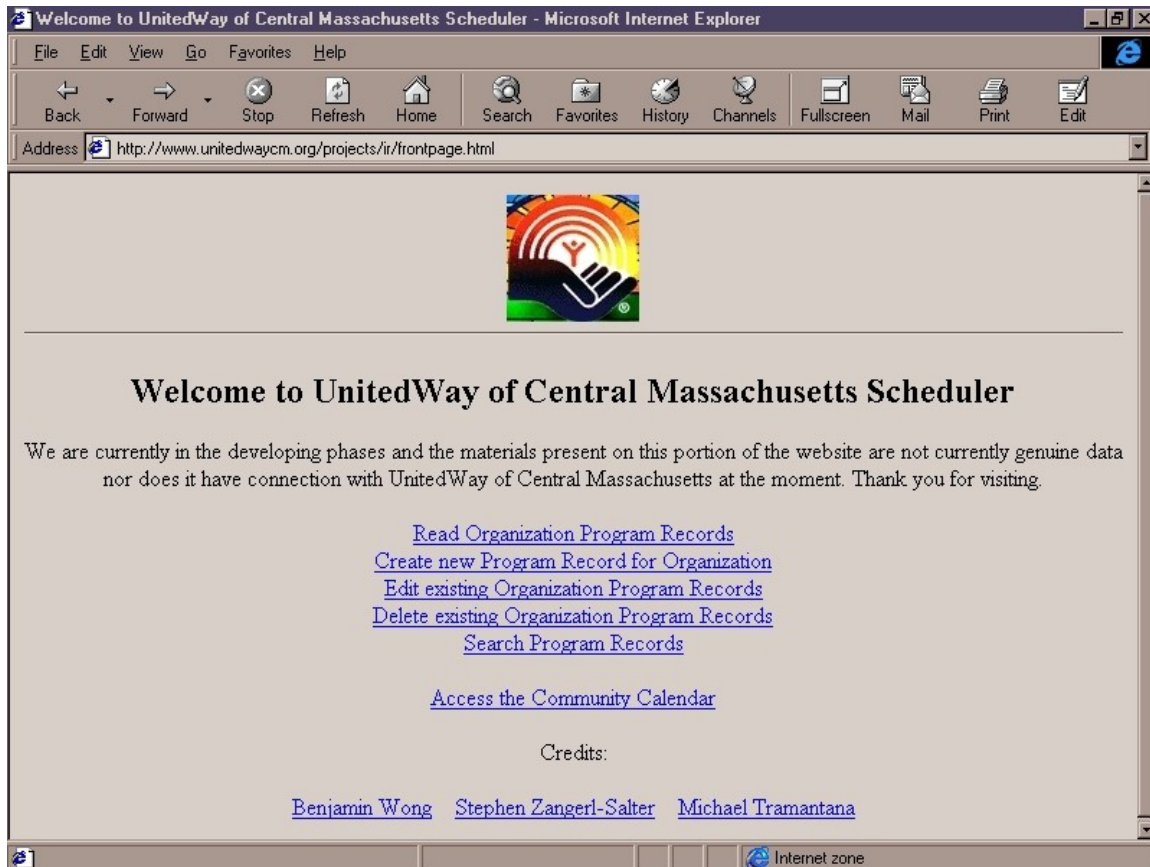 Welcome to UnitedWay of Central Massachusetts Scheduler - Microsoft Internet Explorer
File Edit View Go Favorites Help
Back Forward Stop Refresh Home Search Favorites History Channels Fullscreen Mail Print Edit
Address http://www.unitedwaycm.org/projects/ir/frontpage.html
®
Welcome to UnitedWay of Central Massachusetts Scheduler
We are currently in the developing phases and the materials present on this portion of the website are not currently genuine data
nor does it have connection with UnitedWay of Central Massachusetts at the moment. Thank you for visiting.
Read Organization Program Records
Create new Program Record for Organization
Edit existing Organization Program Records
Delete existing Organization Program Records
Search Program Records
Access the Community Calendar
Credits:
Benjamin Wong Stephen Zangerl-Salter Michael Tramantana
Internet zone